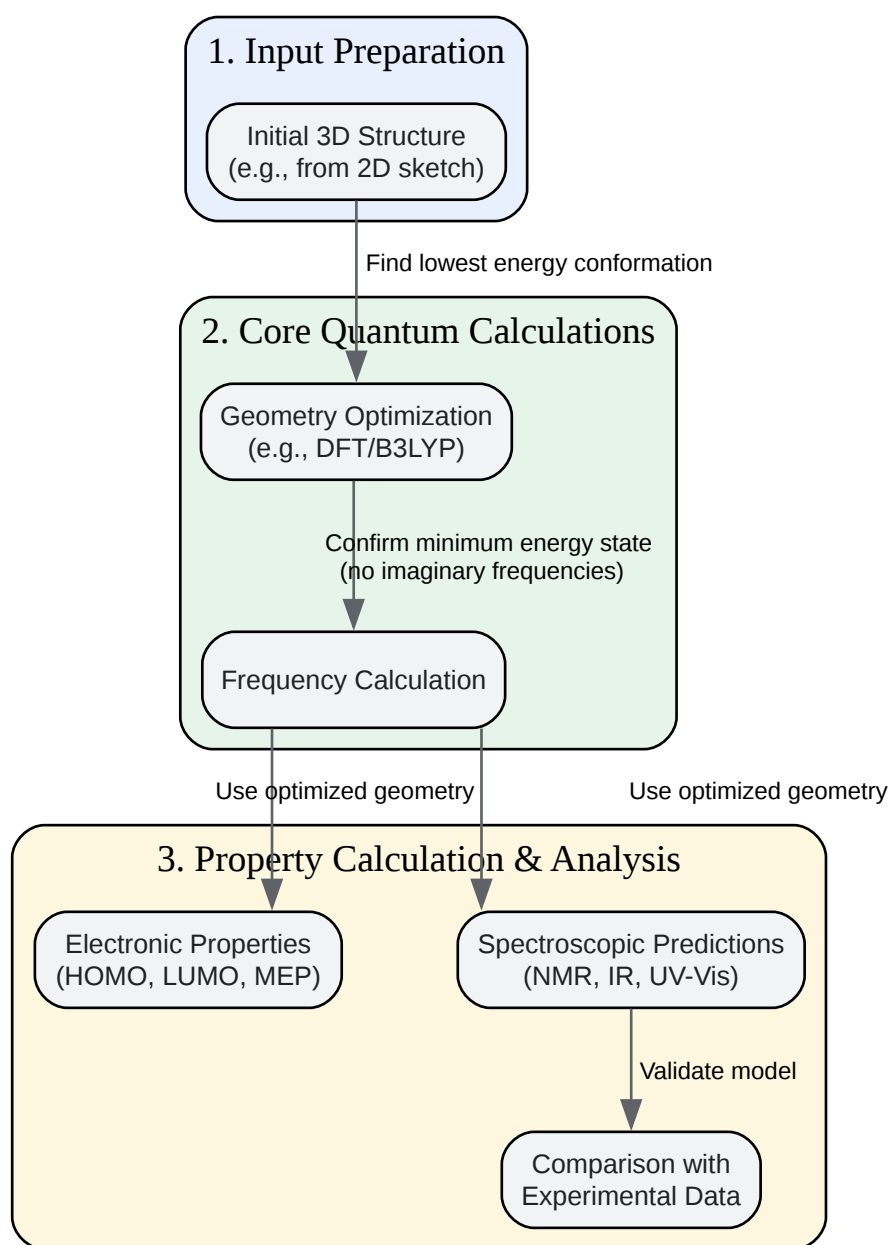 1. Input Preparation
Initial 3D Structure
(e.g., from 2D sketch)
Find lowest energy conformation
2. Core Quantum Calculations
Geometry Optimization
(e.g., DFT/B3LYP)
Confirm minimum energy state
(no imaginary frequencies)
Frequency Calculation
Use optimized geometry
Use optimized geometry
3. Property Calculation & Analysis
Electronic Properties
(HOMO, LUMO, MEP)
Spectroscopic Predictions
(NMR, IR, UV-Vis)
Validate model
Comparison with
Experimental Data